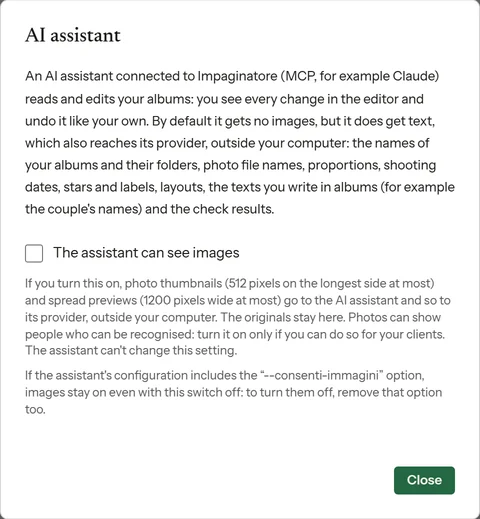 AI assistant
An AI assistant connected to Impaginatore (MCP, for example Claude)
reads and edits your albums: you see every change in the editor and
undo it like your own. By default it gets no images, but it does get text,
which also reaches its provider, outside your computer: the names of
your albums and their folders, photo file names, proportions, shooting
dates, stars and labels, layouts, the texts you write in albums (for example
the couple's names) and the check results.
The assistant can see images
If you turn this on, photo thumbnails (512 pixels on the longest side at most)
and spread previews (1200 pixels wide at most) go to the AI assistant and so to
its provider, outside your computer. The originals stay here. Photos can show
people who can be recognised: turn it on only if you can do so for your clients.
The assistant can't change this setting.
If the assistant's configuration includes the “--consenti-immagini” option,
images stay on even with this switch off: to turn them off, remove that option
too.
Close